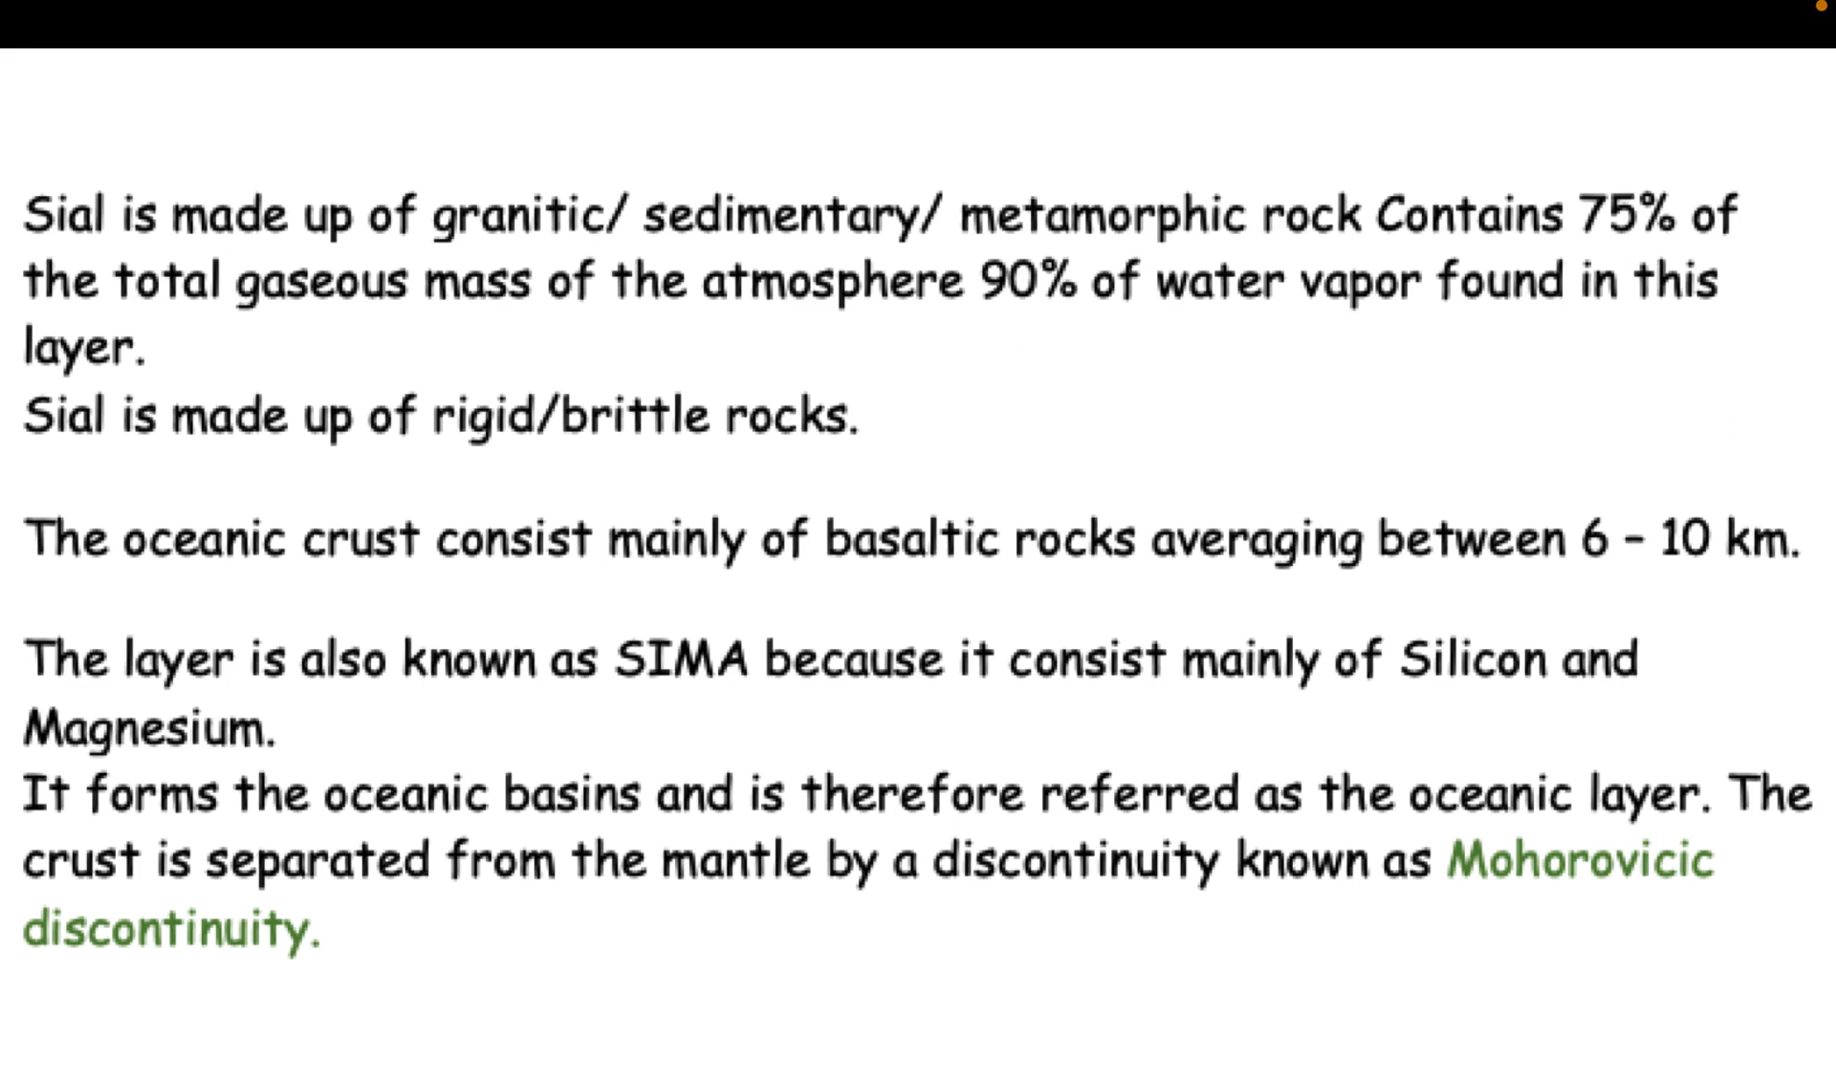 Sial is made up of granitic/ sedimentary/ metamorphic rock Contains 75% of
the total gaseous mass of the atmosphere 90% of water vapor found in this
layer.
Sial is made up of rigid/brittle rocks.
The oceanic crust consist mainly of basaltic rocks averaging between 6 – 10 km.
The layer is also known as SIMA because it consist mainly of Silicon and
Magnesium.
It forms the oceanic basins and is therefore referred as the oceanic layer. The
crust is separated from the mantle by a discontinuity known as Mohorovicic
discontinuity.